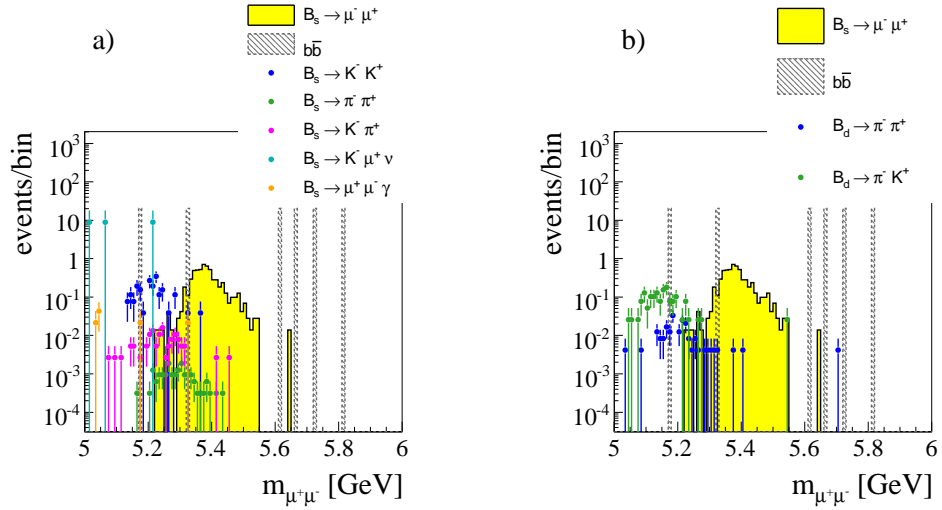 a)
B_s → μ⁻ μ⁺
bb̄
B_s → K⁻ K⁺
B_s → π⁻ π⁺
B_s → K⁻ π⁺
B_s → K⁻ μ⁺ ν
B_s → μ⁺ μ⁻ γ
events/bin
10³
10²
10
1
10⁻¹
10⁻²
10⁻³
10⁻⁴
5 5.2 5.4 5.6 5.8 6
m_μ⁺μ⁻ [GeV]
b)
B_s → μ⁻ μ⁺
bb̄
B_d → π⁻ π⁺
B_d → π⁻ K⁺
events/bin
10³
10²
10
1
10⁻¹
10⁻²
10⁻³
10⁻⁴
5 5.2 5.4 5.6 5.8 6
m_μ⁺μ⁻ [GeV]